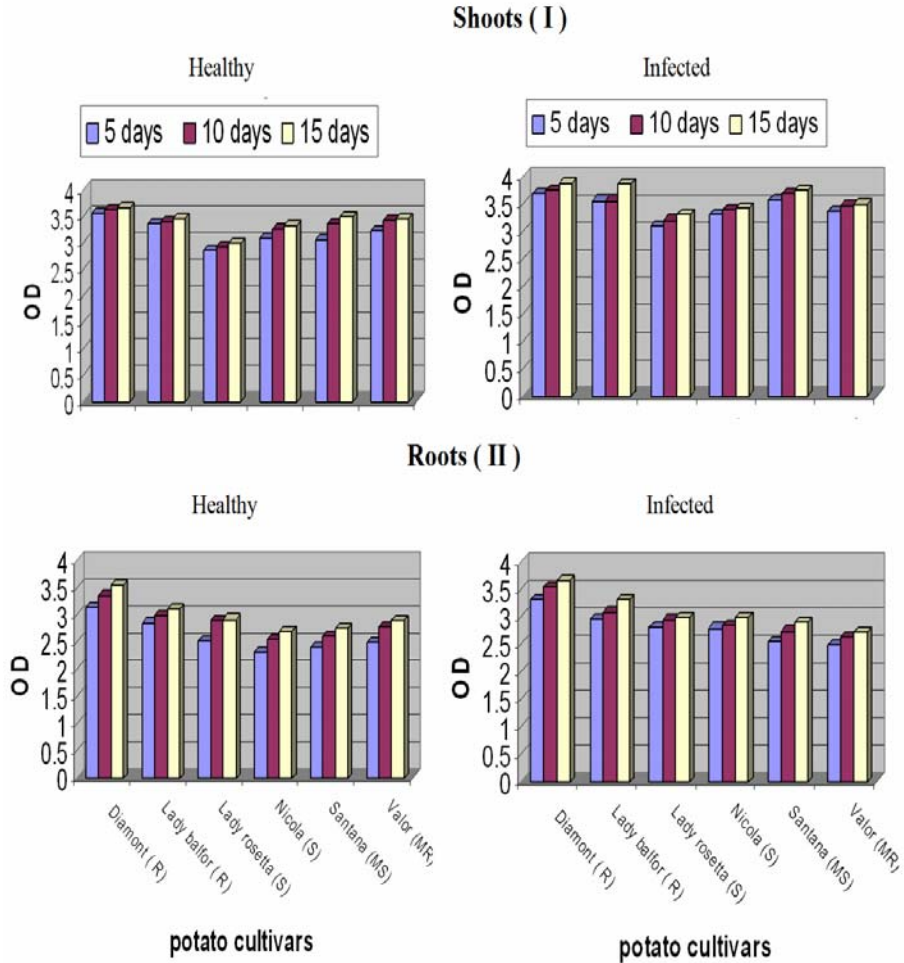 Shoots ( I )
Healthy
Infected
5 days 10 days 15 days
5 days 10 days 15 days
4
3.5
3
2.5
2
1.5
1
0.5
0
O D
4
3.5
3
2.5
2
1.5
1
0.5
0
O D
Roots ( II )
Healthy
Infected
4
3.5
3
2.5
2
1.5
1
0.5
0
O D
Diamont ( R)
Lady balfor ( R)
Lady rosetta (S)
Nicola (S)
Santana (MS)
Valor (MR)
potato cultivars
4
3.5
3
2.5
2
1.5
1
0.5
0
O D
Diamont ( R)
Lady balfor ( R)
Lady rosetta (S)
Nicola (S)
Santana (MS)
Valor (MR)
potato cultivars